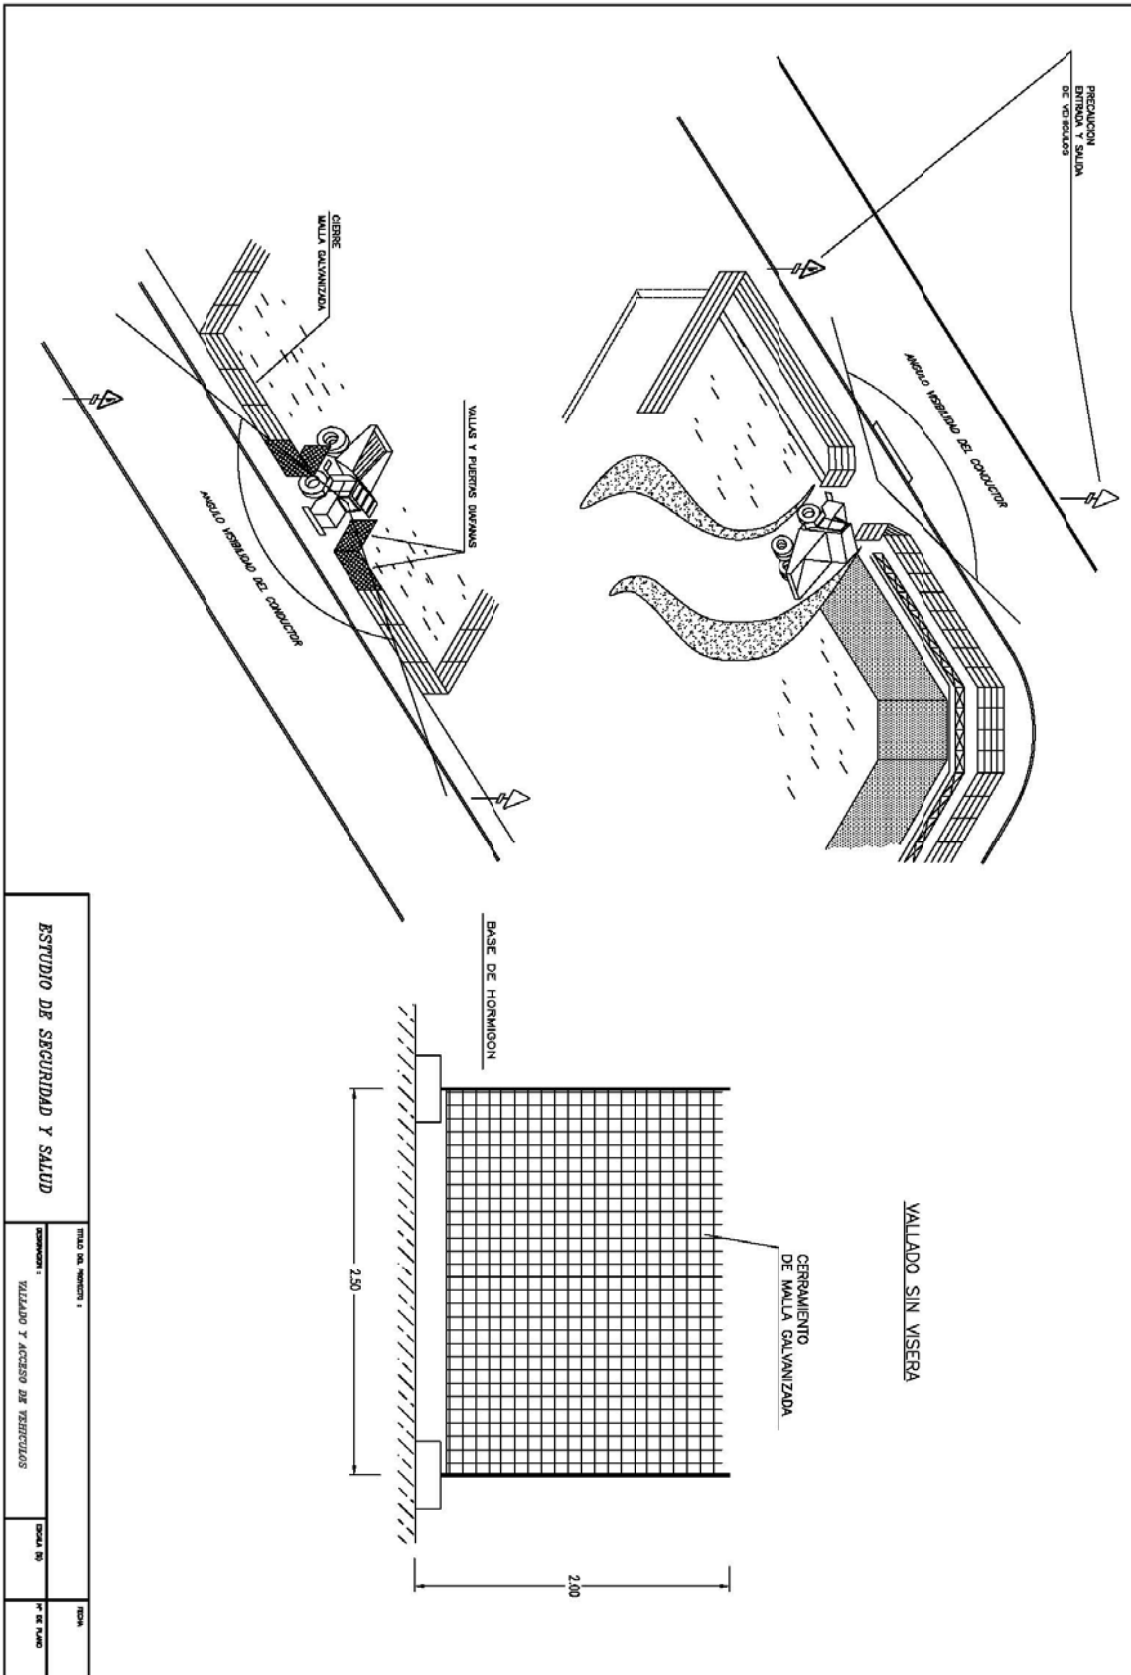 PRECAUCION
ENTRADA Y SALIDA
DE VEHICULOS
ANGULO VISIBILIDAD DEL CONDUCTOR
CIERRE
MALLA GALVANIZADA
VALLAS Y PUERTAS DIAFANAS
ANGULO VISIBILIDAD DEL CONDUCTOR
VALLADO SIN VISERA
CERRAMIENTO
DE MALLA GALVANIZADA
BASE DE HORMIGON
2.50
2.00
ESTUDIO DE SEGURIDAD Y SALUD
TITULO DEL PROYECTO :
FECHA
DESIGNACION :
VALLADO Y ACCESO DE VEHICULOS
Nº DE PLANO